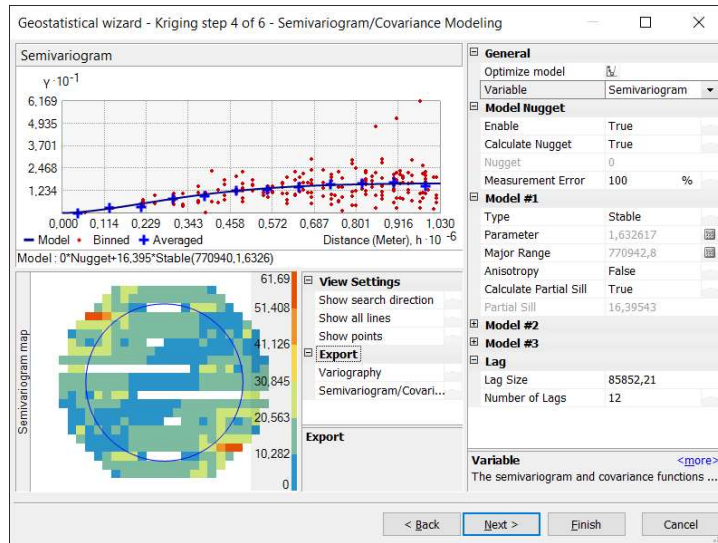 Geostatistical wizard - Kriging step 4 of 6 - Semivariogram/Covariance Modeling
Semivariogram
γ·10⁻¹
6,169
4,935
3,701
2,468
1,234
0,000 0,114 0,229 0,343 0,458 0,572 0,687 0,801 0,916 1,030
Model Binned Averaged Distance (Meter), h·10⁻⁶
Model : 0*Nugget+16,395*Stable(770940,1,6326)
Semivariogram map
61,69
51,408
41,126
30,845
20,563
10,282
0
View Settings
Show search direction
Show all lines
Show points
Export
Variography
Semivariogram/Covari...
Export
General
Optimize model
Variable Semivariogram
Model Nugget
Enable True
Calculate Nugget True
Nugget 0
Measurement Error 100 %
Model #1
Type Stable
Parameter 1,632617
Major Range 770942,8
Anisotropy False
Calculate Partial Sill True
Partial Sill 16,39543
Model #2
Model #3
Lag
Lag Size 85852,21
Number of Lags 12
Variable <more>
The semivariogram and covariance functions ...
< Back Next > Finish Cancel